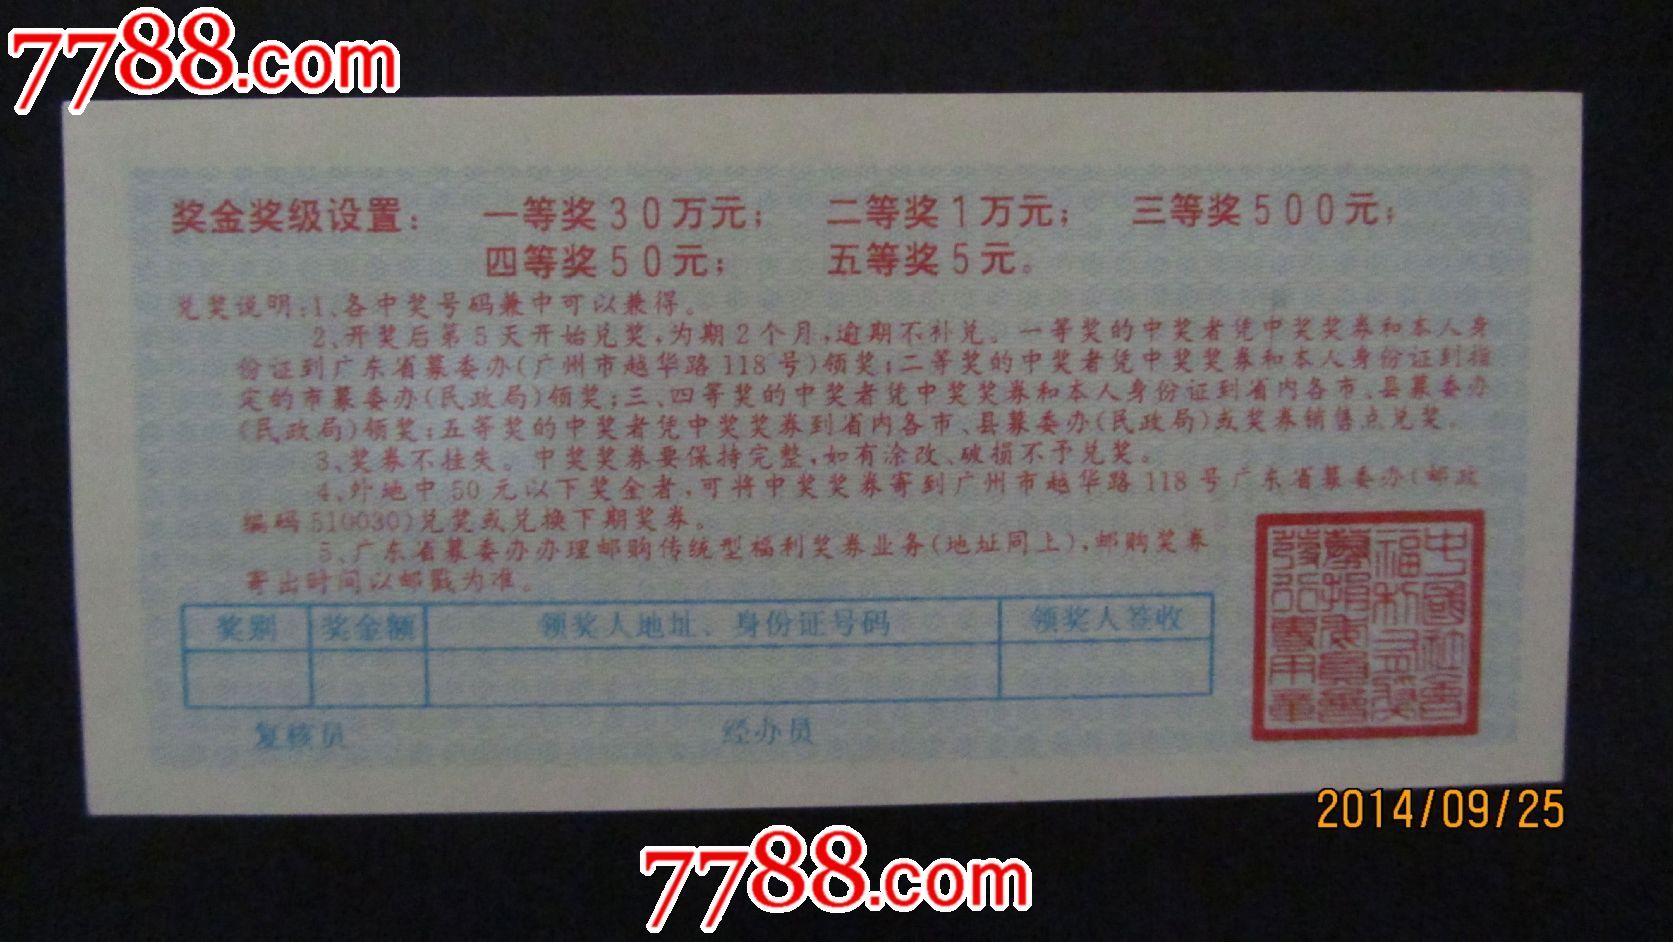 7788.com
奖金奖级设置： 一等奖30万元； 二等奖1万元； 三等奖500元；
四等奖50元； 五等奖5元。
兑奖说明：1、各中奖号码兼中可以兼得。
2、开奖后第5天开始兑奖，为期2个月，逾期不补兑。一等奖的中奖者凭中奖奖券和本人身
份证到广东省募委办(广州市越华路118号)领奖；二等奖的中奖者凭中奖奖券和本人身份证到指
定的市募委办(民政局)领奖；三、四等奖的中奖者凭中奖奖券和本人身份证到省内各市、县募委办
(民政局)领奖；五等奖的中奖者凭中奖奖券到省内各市、县募委办(民政局)或奖券销售点兑奖。
3、奖券不挂失。中奖奖券要保持完整，如有涂改、破损不予兑奖。
4、外地中50元以下奖金者，可将中奖奖券寄到广州市越华路118号广东省募委办(邮政
编码510030)兑奖或兑换下期奖券。
5、广东省募委办办理邮购传统型福利奖券业务(地址同上)，邮购奖券
寄出时间以邮戳为准。
奖别 奖金额 领奖人地址、身份证号码 领奖人签收
复核员 经办员
中國社會
福利有奖
募捐委員會
發行專用章
2014/09/25
7788.com